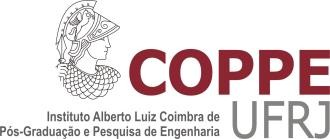 COPPE
UFRJ
Instituto Alberto Luiz Coimbra de
Pós-Graduação e Pesquisa de Engenharia